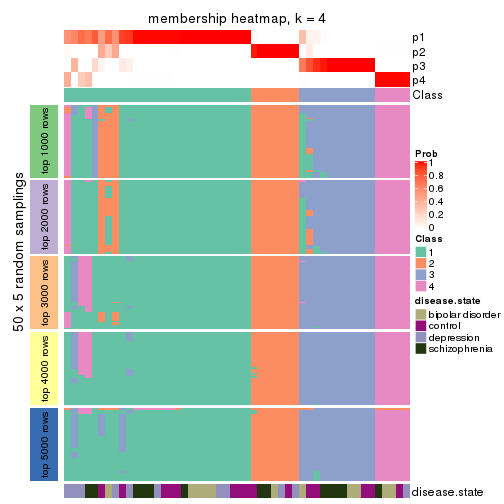 membership heatmap, k = 4
p1
p2
p3
p4
Class
50 x 5 random samplings
top 1000 rows
top 2000 rows
top 3000 rows
top 4000 rows
top 5000 rows
Prob
1
0.8
0.6
0.4
0.2
0
Class
1
2
3
4
disease.state
bipolar disorder
control
depression
schizophrenia
disease.state